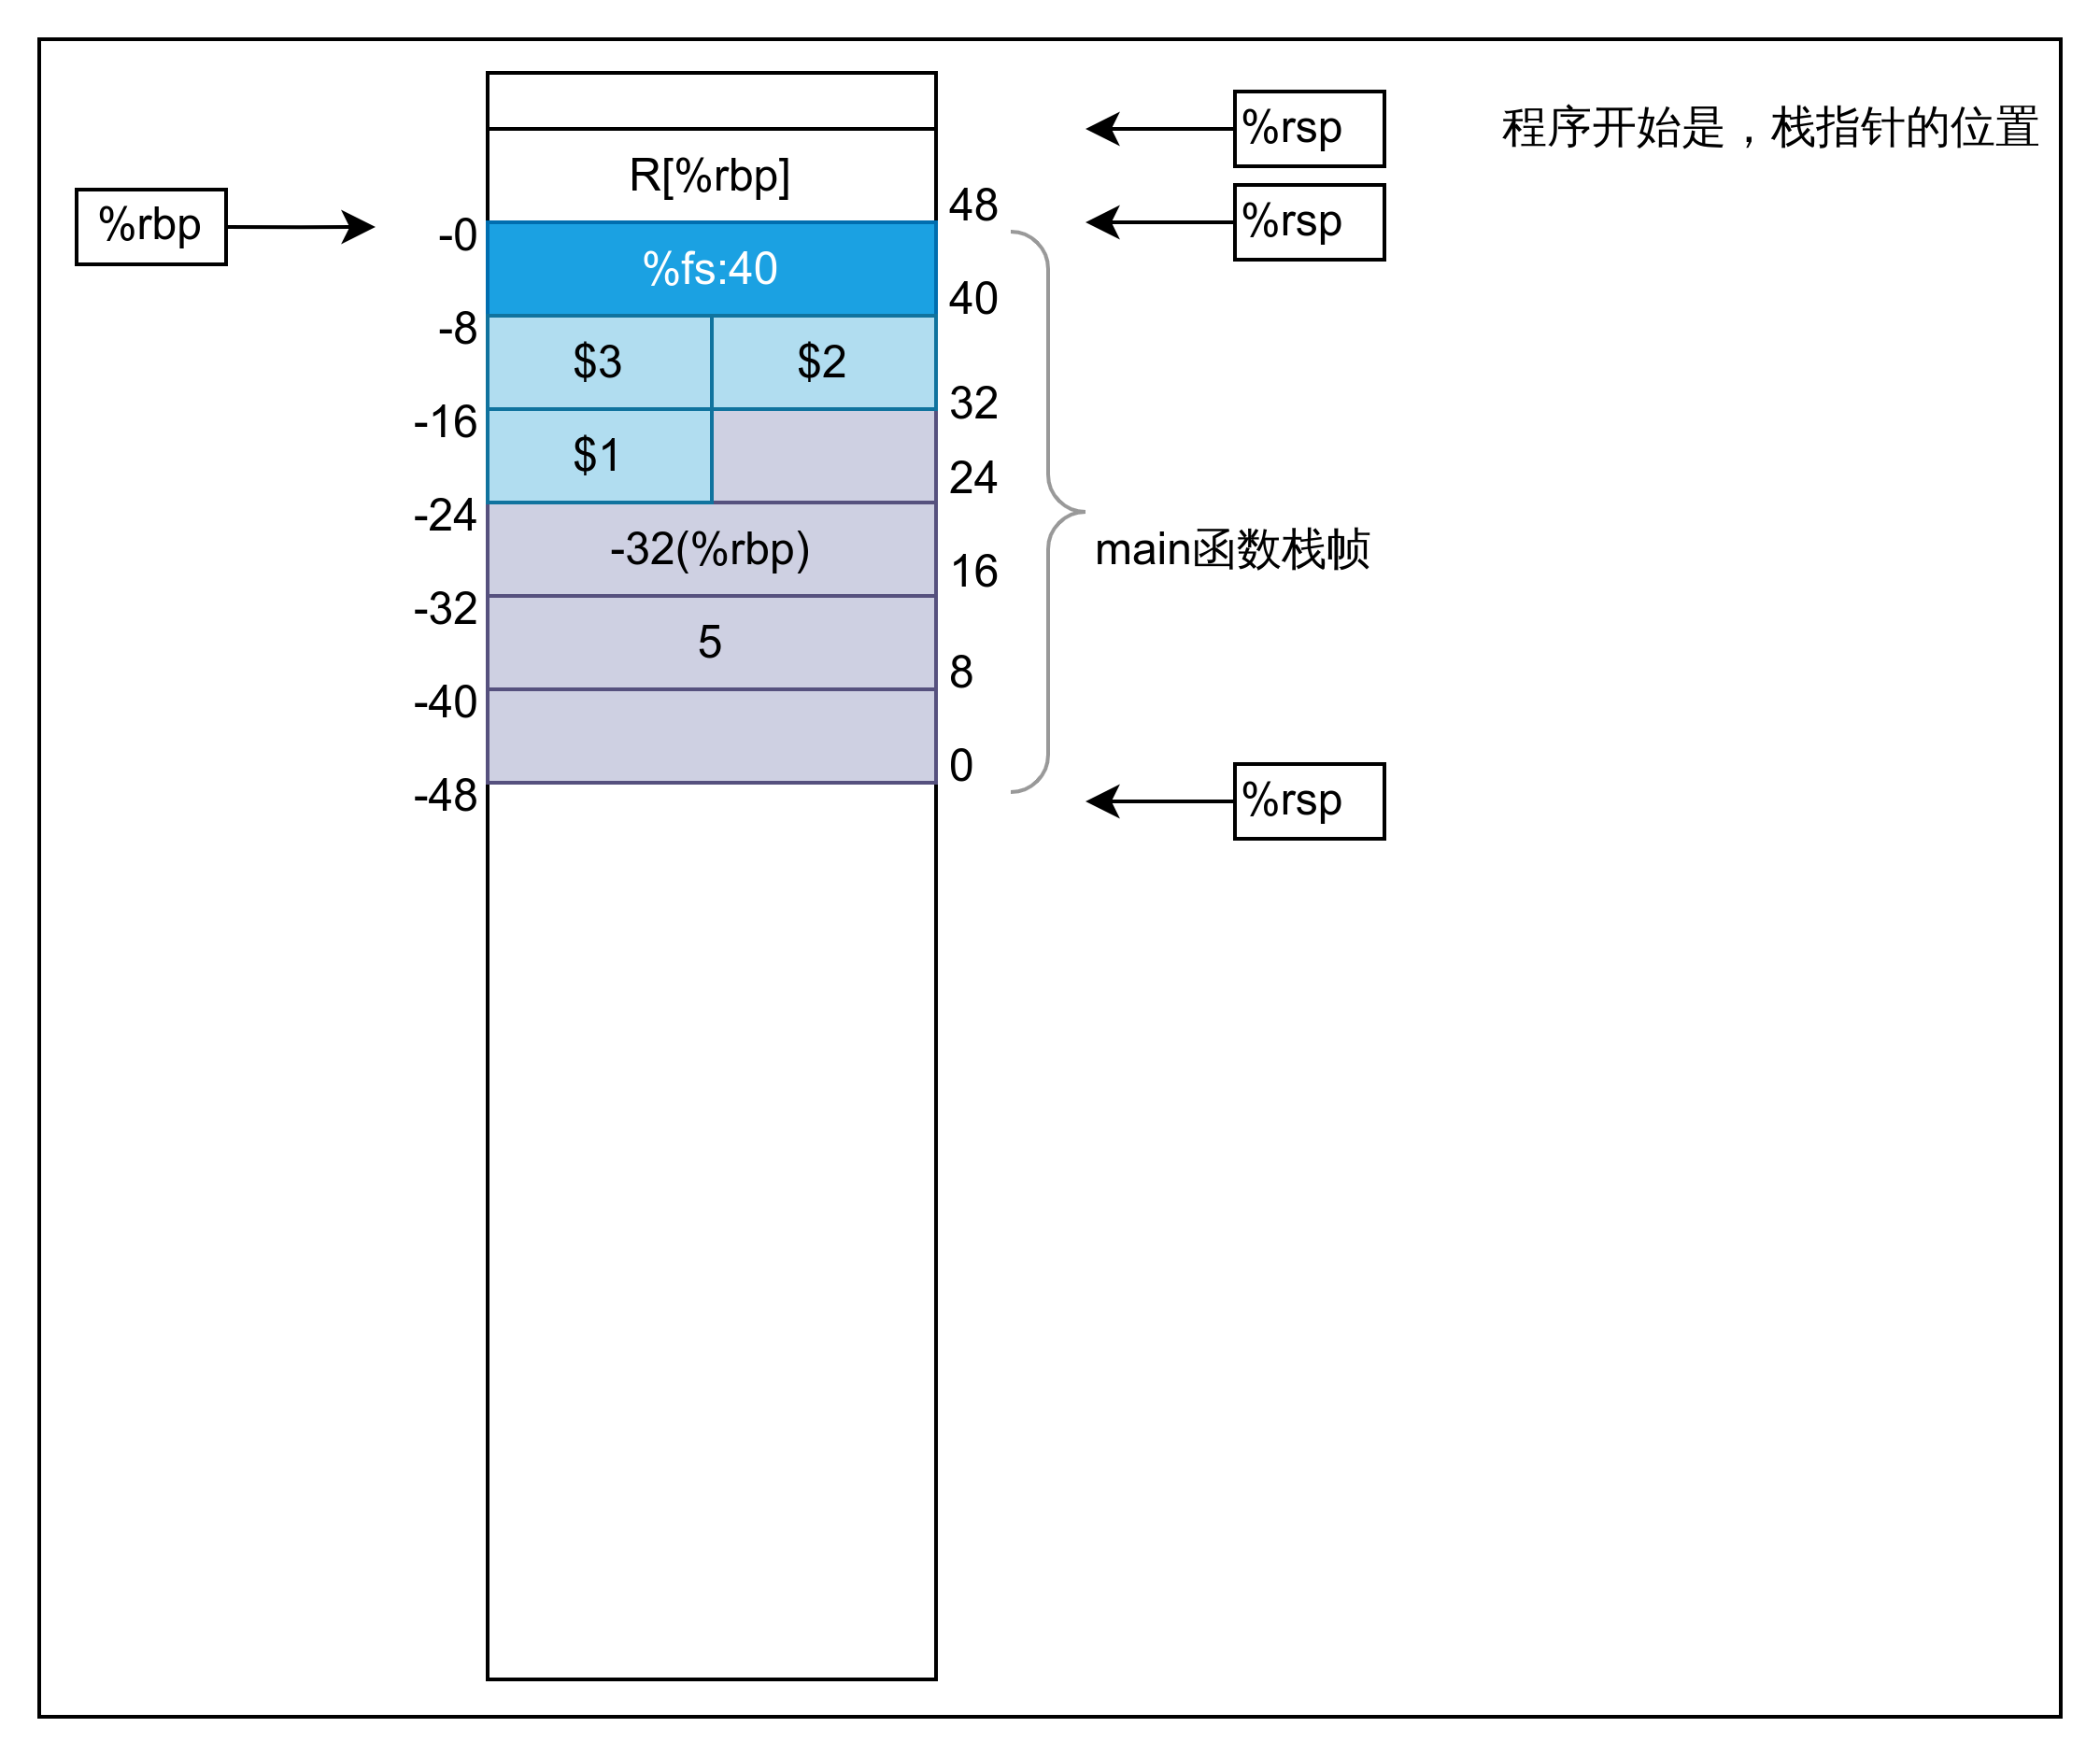 %rsp 程序开始是，栈指针的位置
R[%rbp]
48
%rsp
%rbp
-0
%fs:40
40
-8
$3 $2
32
-16
$1
24
-24
-32(%rbp)
main函数栈帧
16
-32
5
8
-40
0
-48
%rsp